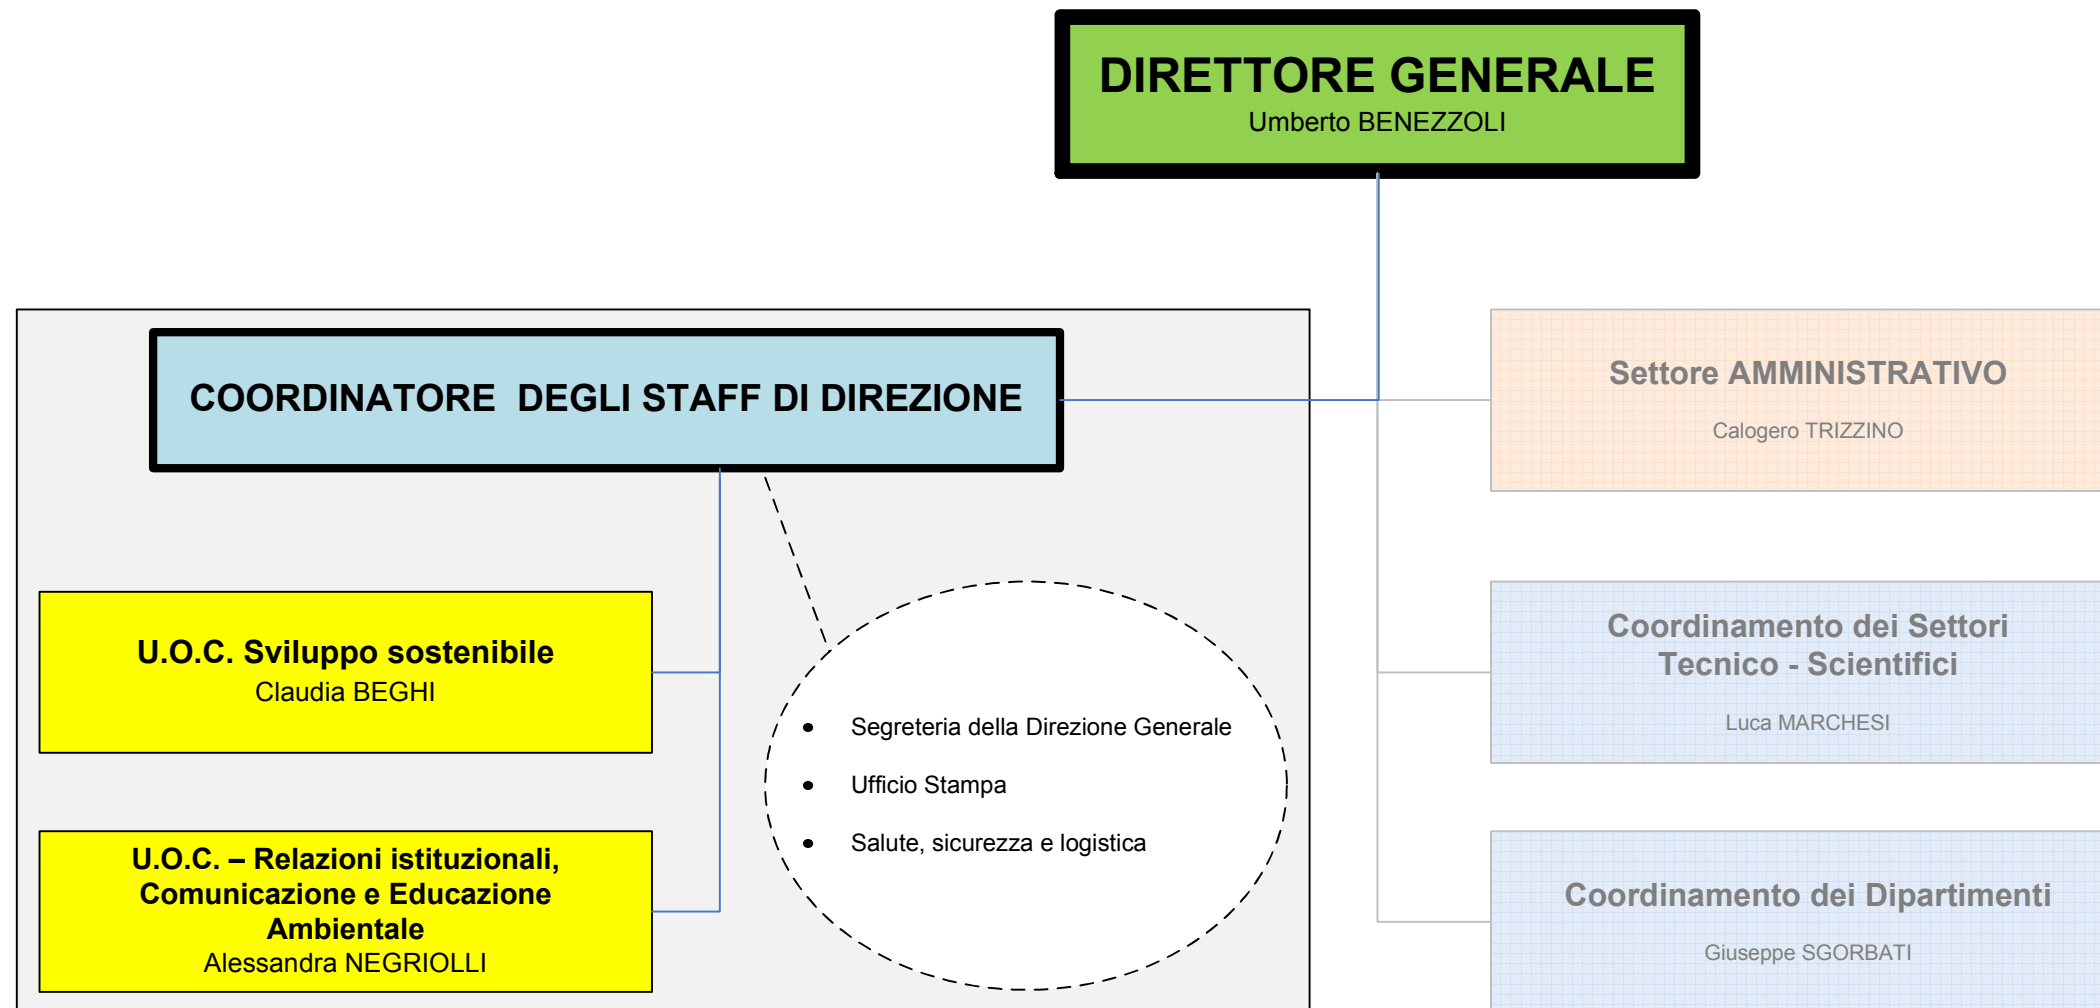 DIRETTORE GENERALE
Umberto BENEZZOLI
COORDINATORE DEGLI STAFF DI DIREZIONE
Settore AMMINISTRATIVO
Calogero TRIZZINO
U.O.C. Sviluppo sostenibile
Claudia BEGHI
Coordinamento dei Settori
Tecnico - Scientifici
Luca MARCHESI
• Segreteria della Direzione Generale
• Ufficio Stampa
• Salute, sicurezza e logistica
U.O.C. – Relazioni istituzionali,
Comunicazione e Educazione
Ambientale
Alessandra NEGRIOLLI
Coordinamento dei Dipartimenti
Giuseppe SGORBATI